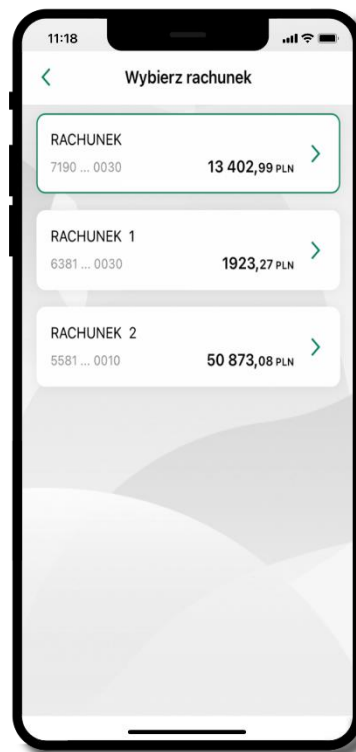 11:18
Wybierz rachunek
RACHUNEK
7190 ... 0030 13 402,99 PLN
RACHUNEK 1
6381 ... 0030 1923,27 PLN
RACHUNEK 2
5581 ... 0010 50 873,08 PLN